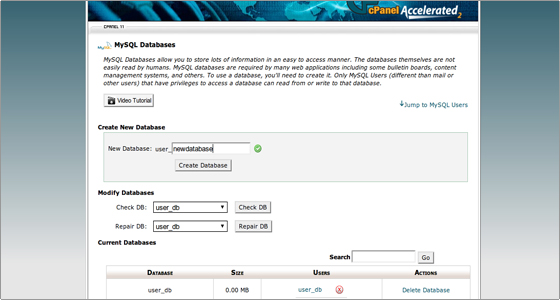 cPanel Accelerated 2
CPANEL 11
MySQL Databases
MySQL Databases allow you to store lots of information in an easy to access manner. The databases themselves are not
easily read by humans. MySQL databases are required by many web applications including some bulletin boards, content
management systems, and others. To use a database, you'll need to create it. Only MySQL Users (different than mail or
other users) that have privileges to access a database can read from or write to that database.
Video Tutorial
Jump to MySQL Users
Create New Database
New Database: user_ newdatabase
Create Database
Modify Databases
Check DB: user_db Check DB
Repair DB: user_db Repair DB
Current Databases
Search Go
DATABASE SIZE USERS ACTIONS
user_db 0.00 MB user_db Delete Database